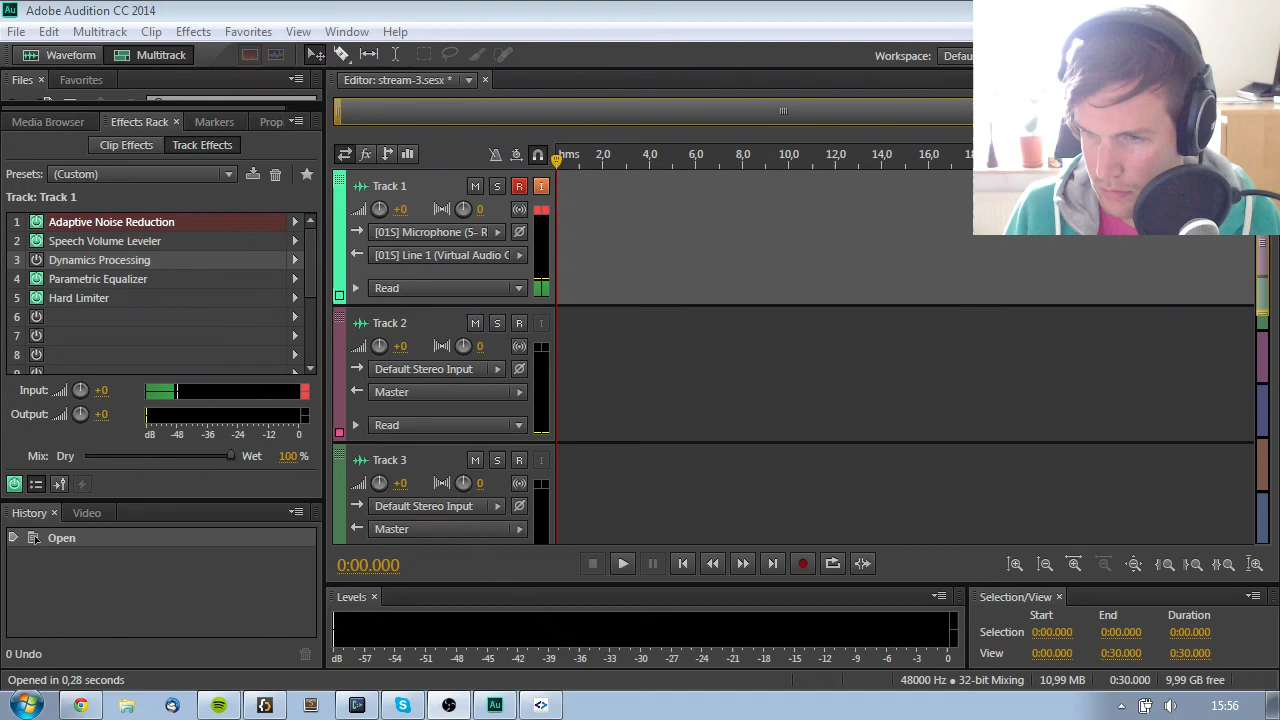 Au Adobe Audition CC 2014
File Edit Multitrack Clip Effects Favorites View Window Help
Waveform Multitrack Workspace: Defau
Files × Favorites Editor: stream-3.sesx * ×
Media Browser Effects Rack × Markers Prop
Clip Effects Track Effects
Presets: (Custom)
Track: Track 1
1 Adaptive Noise Reduction
2 Speech Volume Leveler
3 Dynamics Processing
4 Parametric Equalizer
5 Hard Limiter
6
7
8
Input: +0
Output: +0
dB -48 -36 -24 -12 0
Mix: Dry Wet 100 %
History × Video
Open
0 Undo
Opened in 0,28 seconds
fx hms 2,0 4,0 6,0 8,0 10,0 12,0 14,0 16,0 18
Track 1 M S R I
+0 0
[01S] Microphone (5- R
[01S] Line 1 (Virtual Audio C
Read
Track 2 M S R I
+0 0
Default Stereo Input
Master
Read
Track 3 M S R I
+0 0
Default Stereo Input
Master
0:00.000
Levels ×
dB -57 -54 -51 -48 -45 -42 -39 -36 -33 -30 -27 -24 -21 -18 -15 -12 -9 -6 -3 0
Selection/View ×
Start End Duration
Selection 0:00.000 0:00.000 0:00.000
View 0:00.000 0:30.000 0:30.000
48000 Hz • 32-bit Mixing 10,99 MB 0:30.000 9,99 GB free
Au
15:56